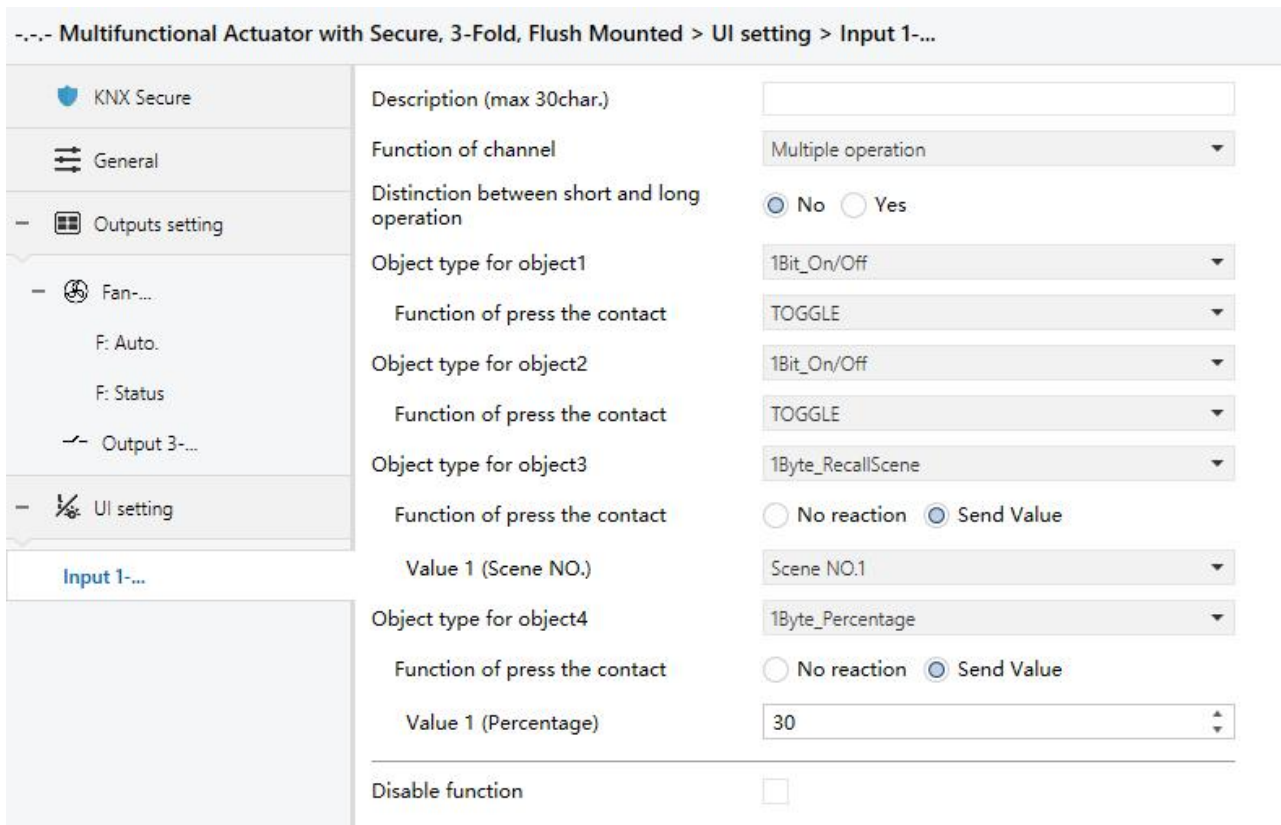 -.-.- Multifunctional Actuator with Secure, 3-Fold, Flush Mounted > UI setting > Input 1-...
KNX Secure
General
Outputs setting
Fan-...
F: Auto.
F: Status
Output 3-...
UI setting
Input 1-...
Description (max 30char.)
Function of channel Multiple operation
Distinction between short and long
operation No Yes
Object type for object1 1Bit_On/Off
Function of press the contact TOGGLE
Object type for object2 1Bit_On/Off
Function of press the contact TOGGLE
Object type for object3 1Byte_RecallScene
Function of press the contact No reaction Send Value
Value 1 (Scene NO.) Scene NO.1
Object type for object4 1Byte_Percentage
Function of press the contact No reaction Send Value
Value 1 (Percentage) 30
Disable function